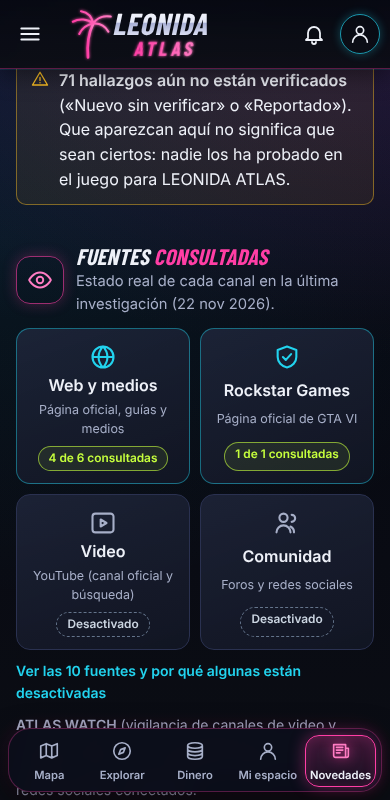 LEONIDA
ATLAS
71 hallazgos aún no están verificados
(«Nuevo sin verificar» o «Reportado»).
Que aparezcan aquí no significa que
sean ciertos: nadie los ha probado en
el juego para LEONIDA ATLAS.
FUENTES CONSULTADAS
Estado real de cada canal en la última
investigación (22 nov 2026).
Web y medios
Página oficial, guías y
medios
4 de 6 consultadas
Rockstar Games
Página oficial de GTA VI
1 de 1 consultadas
Video
YouTube (canal oficial y
búsqueda)
Desactivado
Comunidad
Foros y redes sociales
Desactivado
Ver las 10 fuentes y por qué algunas están
desactivadas
ATLAS WATCH (vigilancia de canales de video y
redes sociales conectados.
Mapa
Explorar
Dinero
Mi espacio
Novedades